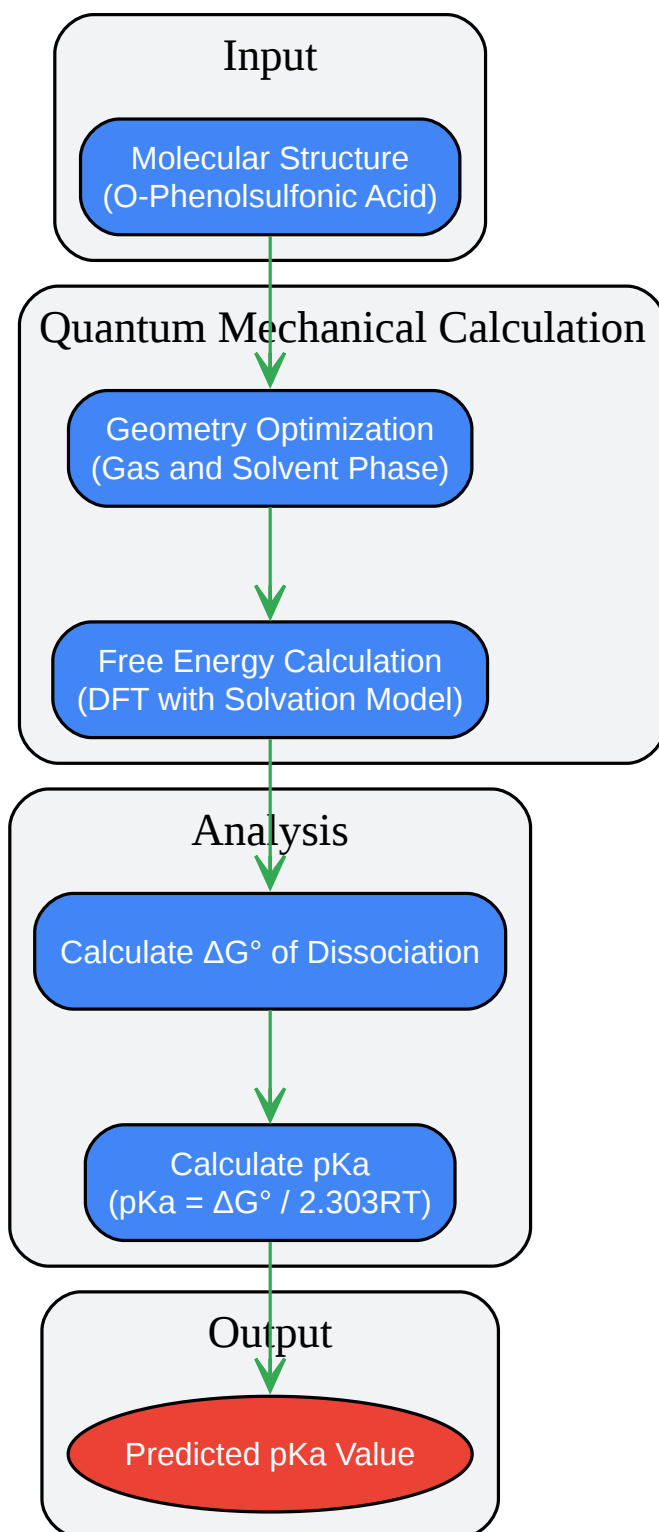 Input
Molecular Structure
(O-Phenolsulfonic Acid)
Quantum Mechanical Calculation
Geometry Optimization
(Gas and Solvent Phase)
Free Energy Calculation
(DFT with Solvation Model)
Analysis
Calculate ΔG° of Dissociation
Calculate pKa
(pKa = ΔG° / 2.303RT)
Output
Predicted pKa Value